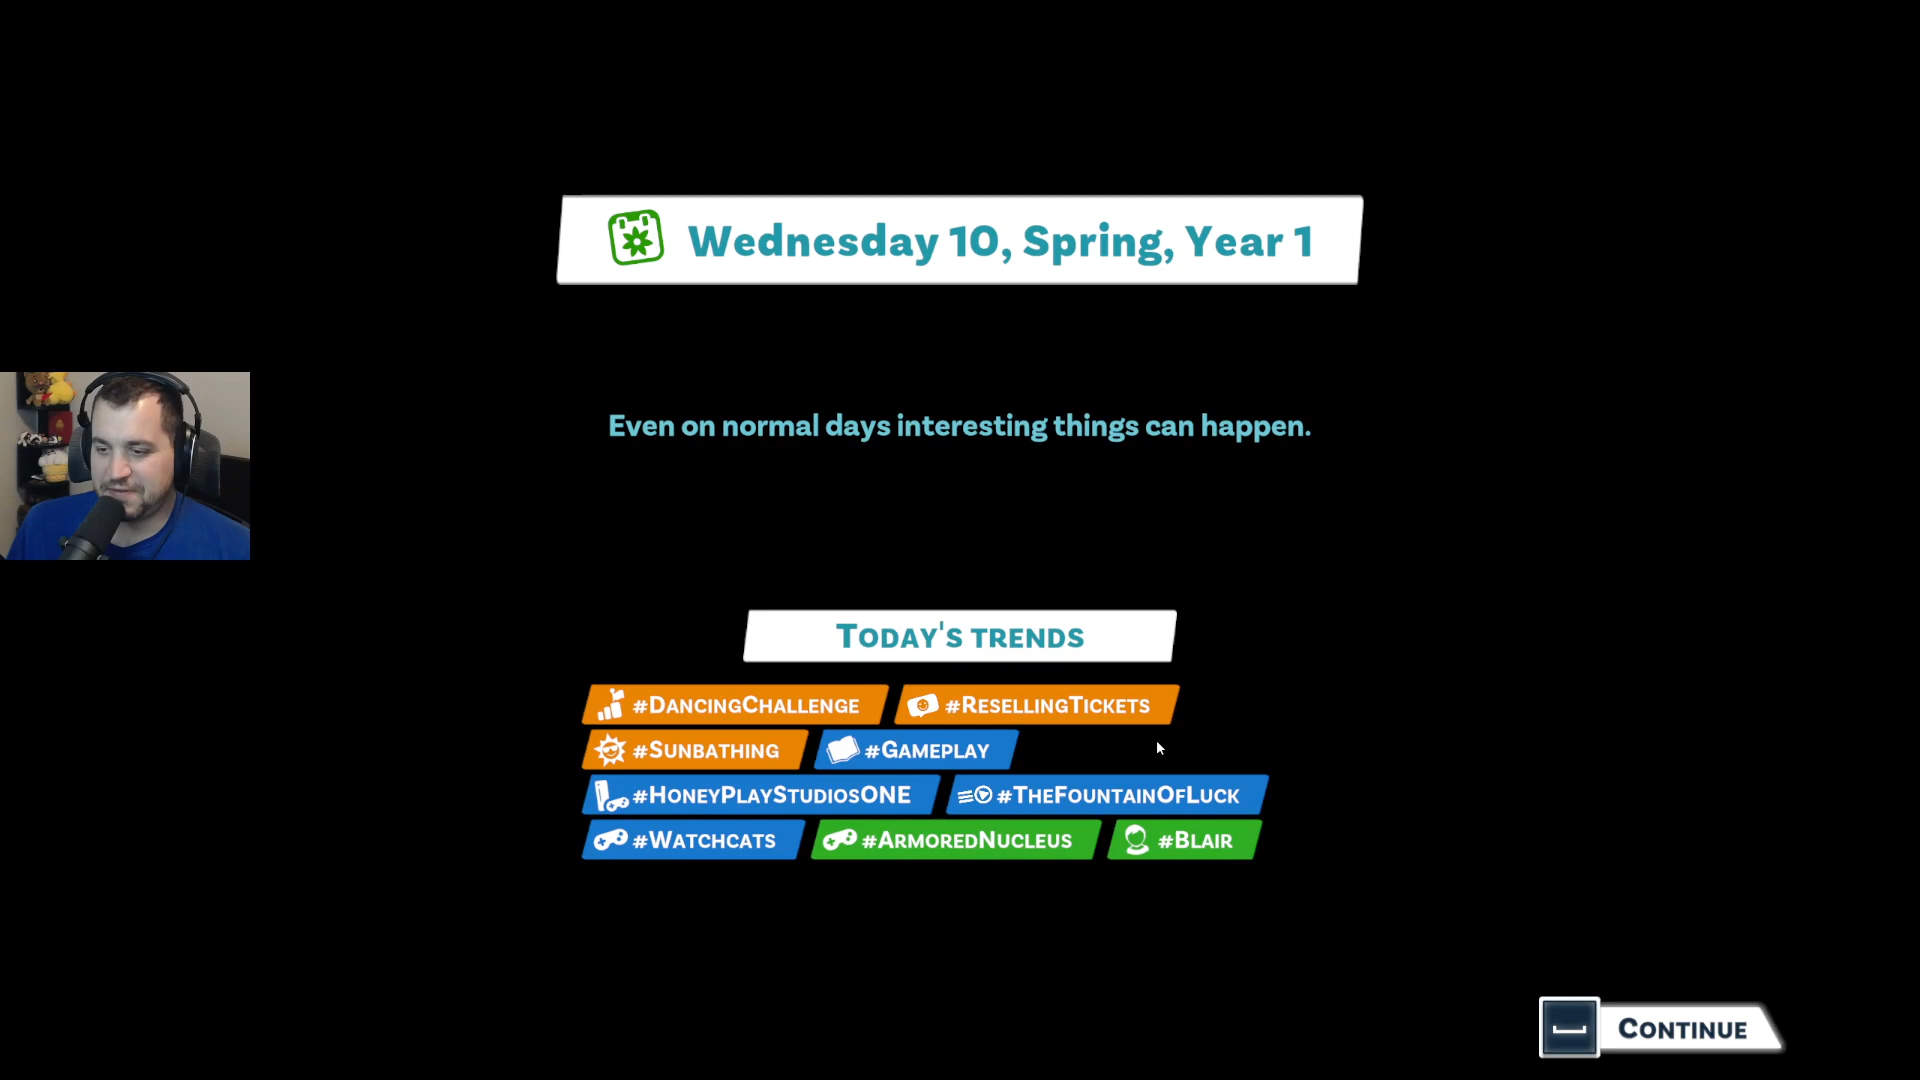 Wednesday 10, Spring, Year 1
Even on normal days interesting things can happen.
Today's trends
#DancingChallenge #ResellingTickets
#Sunbathing #Gameplay
#HoneyPlayStudiosONE #TheFountainOfLuck
#Watchcats #ArmoredNucleus #Blair
Continue